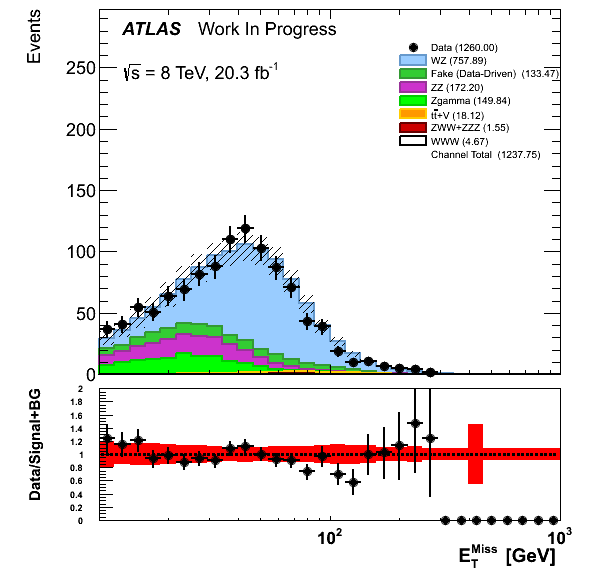 Events
ATLAS Work In Progress
√s = 8 TeV, 20.3 fb-1
Data (1260.00)
WZ (757.89)
Fake (Data-Driven) (133.47)
ZZ (172.20)
Zgamma (149.84)
tt̄+V (18.12)
ZWW+ZZZ (1.55)
WWW (4.67)
Channel Total (1237.75)
250
200
150
100
50
0
Data/Signal+BG
2
1.8
1.6
1.4
1.2
1
0.8
0.6
0.4
0.2
0
10²
10³
E_T^Miss [GeV]